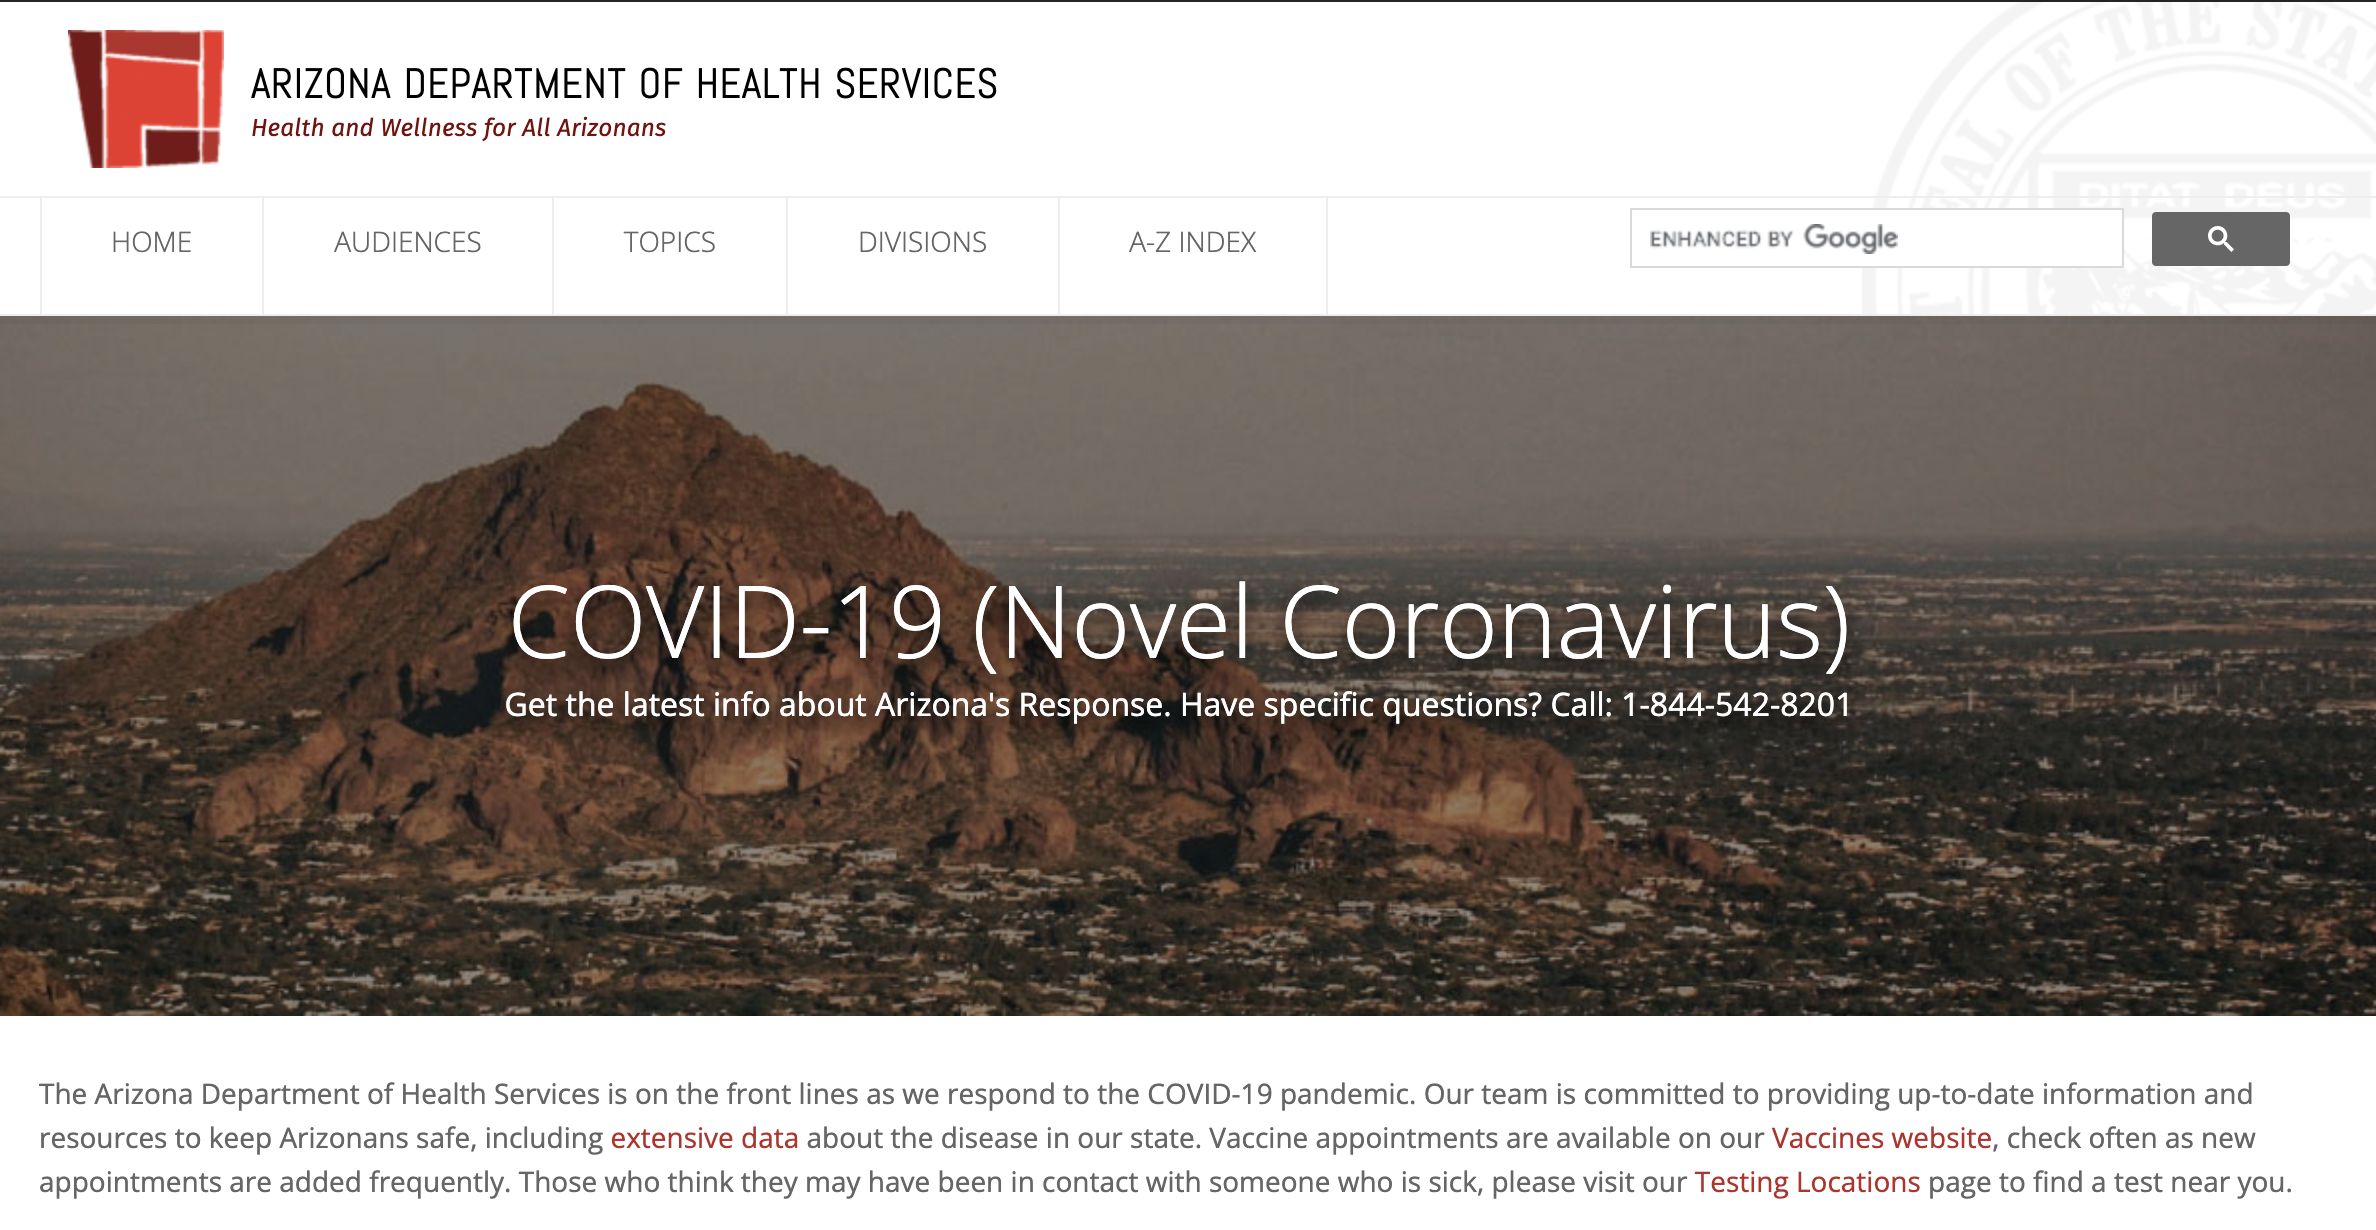 ARIZONA DEPARTMENT OF HEALTH SERVICES
Health and Wellness for All Arizonans
OF THE STA
SEAL
DITAT DEUS
HOME AUDIENCES TOPICS DIVISIONS A-Z INDEX ENHANCED BY Google
COVID-19 (Novel Coronavirus)
Get the latest info about Arizona's Response. Have specific questions? Call: 1-844-542-8201
The Arizona Department of Health Services is on the front lines as we respond to the COVID-19 pandemic. Our team is committed to providing up-to-date information and
resources to keep Arizonans safe, including extensive data about the disease in our state. Vaccine appointments are available on our Vaccines website, check often as new
appointments are added frequently. Those who think they may have been in contact with someone who is sick, please visit our Testing Locations page to find a test near you.